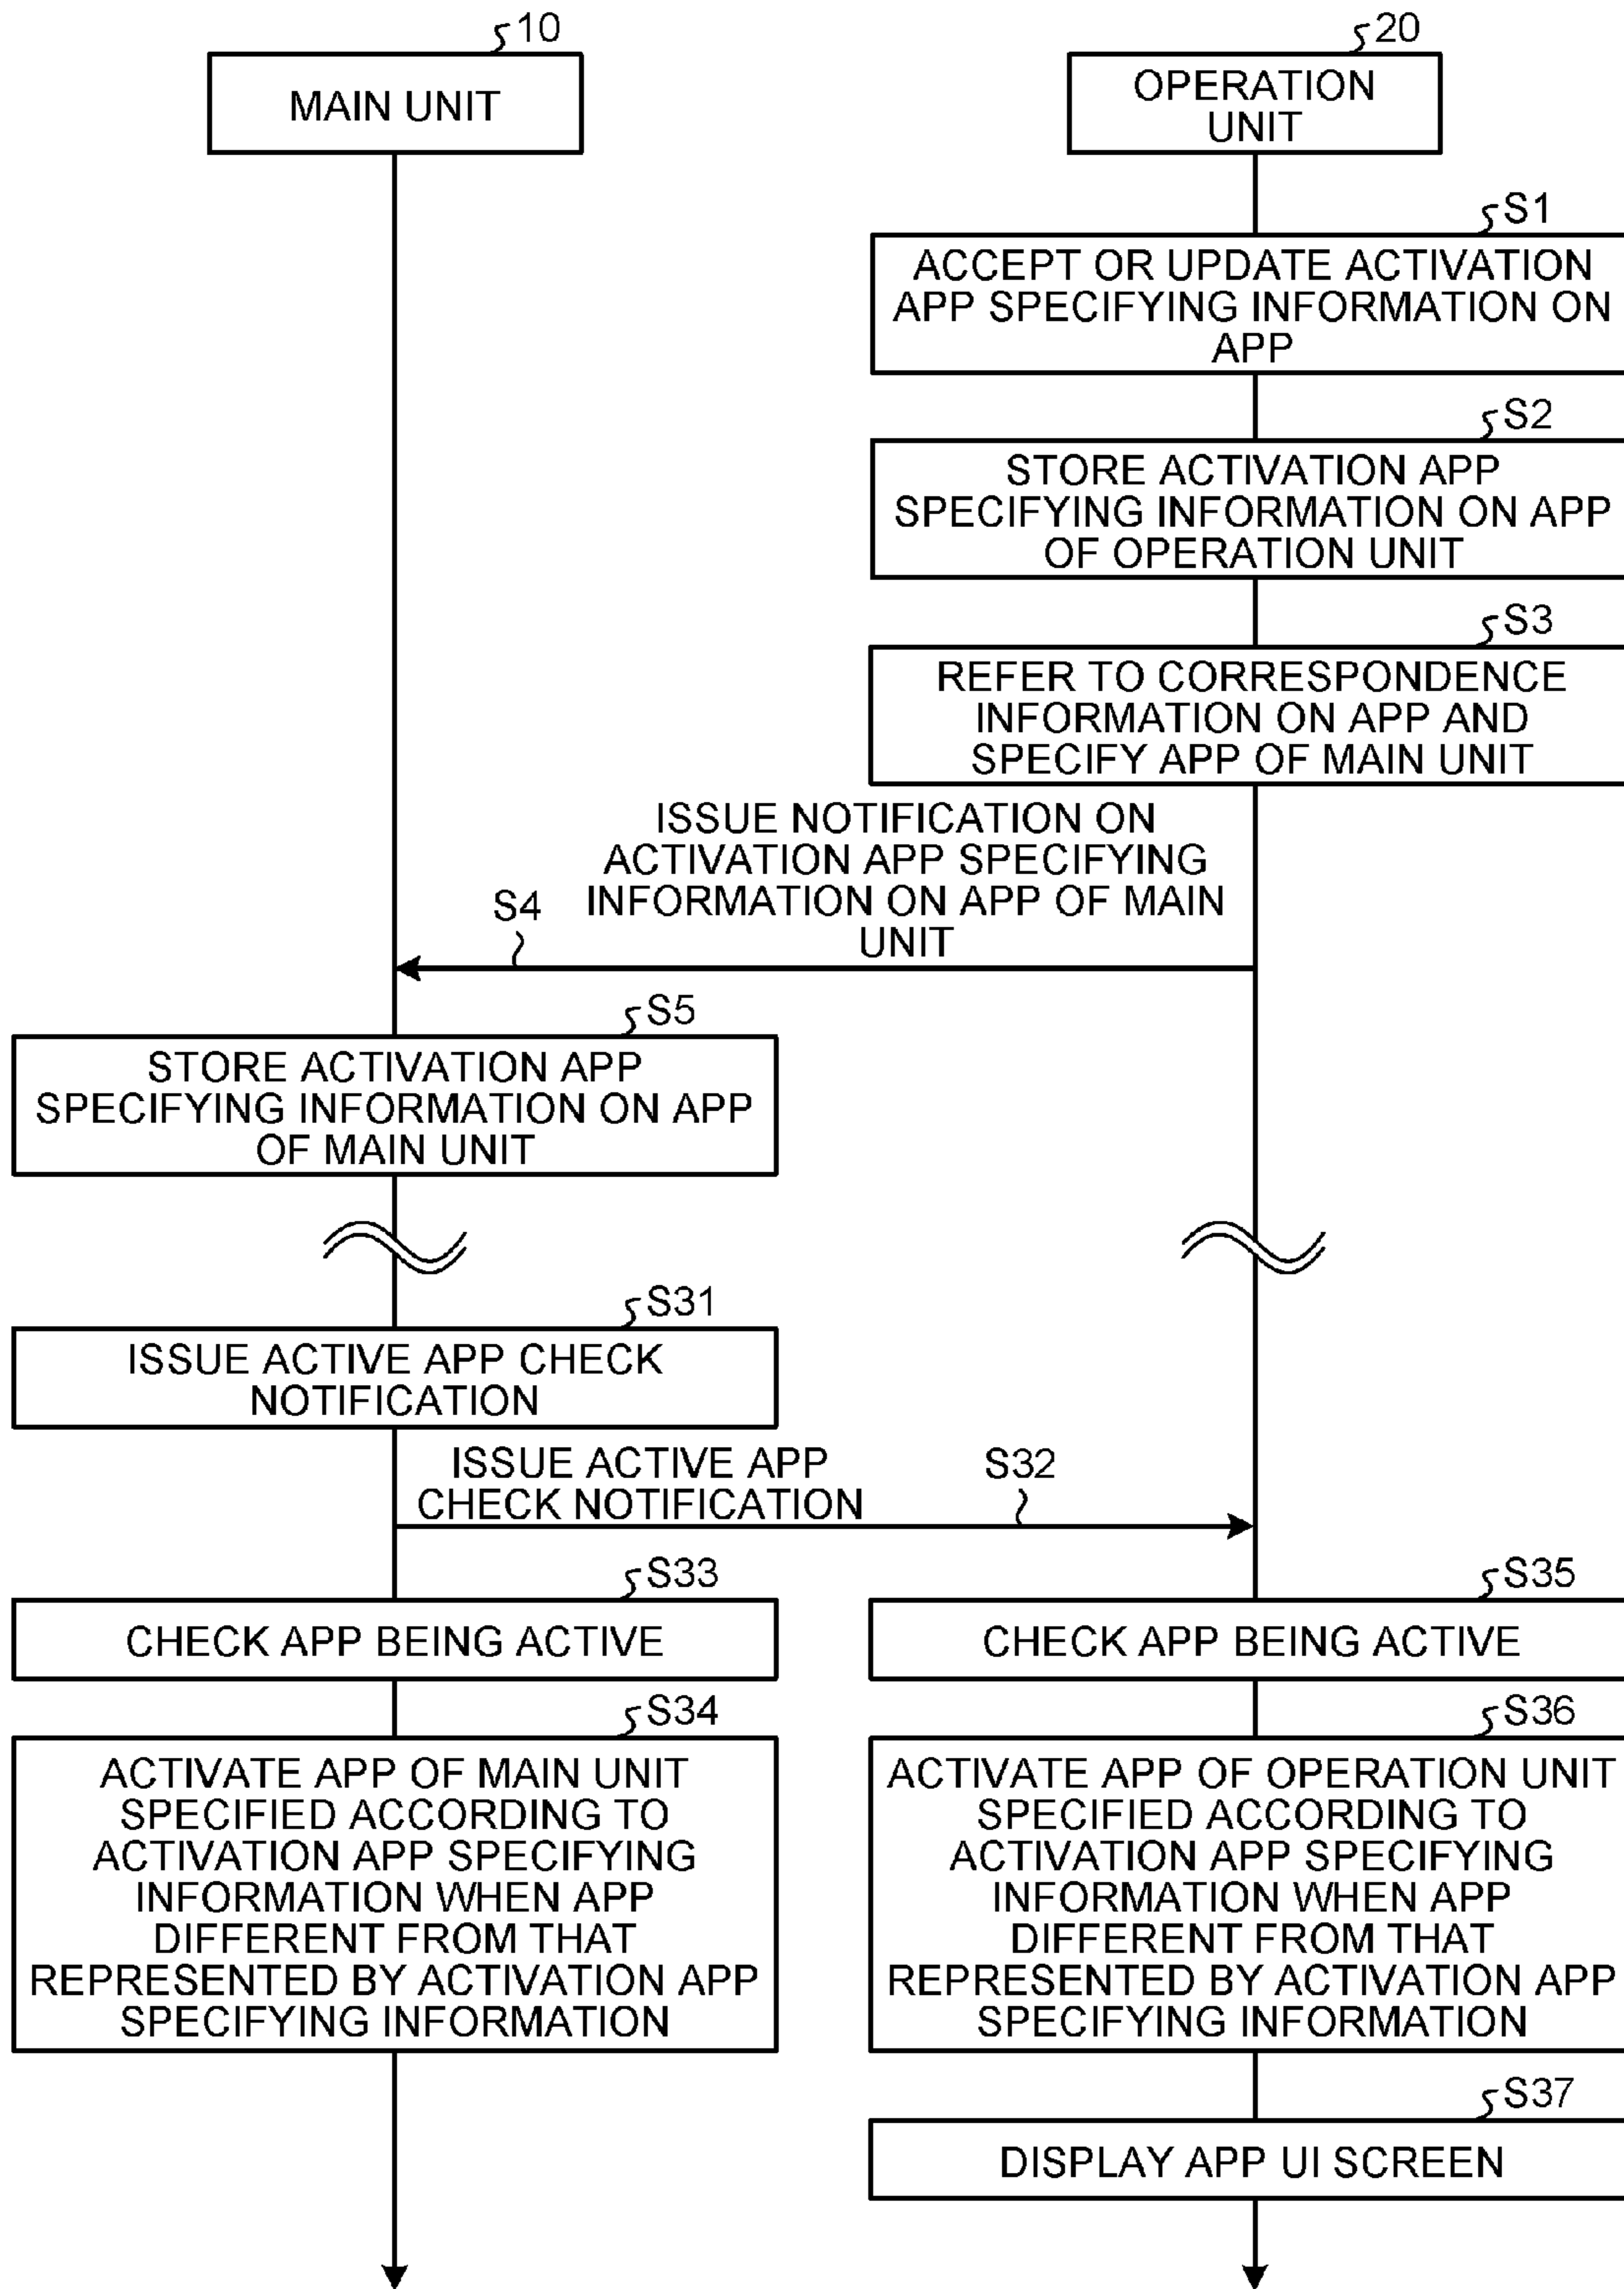 10
MAIN UNIT
20
OPERATION
UNIT
S1
ACCEPT OR UPDATE ACTIVATION
APP SPECIFYING INFORMATION ON
APP
S2
STORE ACTIVATION APP
SPECIFYING INFORMATION ON APP
OF OPERATION UNIT
S3
REFER TO CORRESPONDENCE
INFORMATION ON APP AND
SPECIFY APP OF MAIN UNIT
ISSUE NOTIFICATION ON
ACTIVATION APP SPECIFYING
INFORMATION ON APP OF MAIN
UNIT
S4
S5
STORE ACTIVATION APP
SPECIFYING INFORMATION ON APP
OF MAIN UNIT
S31
ISSUE ACTIVE APP CHECK
NOTIFICATION
ISSUE ACTIVE APP
CHECK NOTIFICATION
S32
S33
CHECK APP BEING ACTIVE
S35
CHECK APP BEING ACTIVE
S34
ACTIVATE APP OF MAIN UNIT
SPECIFIED ACCORDING TO
ACTIVATION APP SPECIFYING
INFORMATION WHEN APP
DIFFERENT FROM THAT
REPRESENTED BY ACTIVATION APP
SPECIFYING INFORMATION
S36
ACTIVATE APP OF OPERATION UNIT
SPECIFIED ACCORDING TO
ACTIVATION APP SPECIFYING
INFORMATION WHEN APP
DIFFERENT FROM THAT
REPRESENTED BY ACTIVATION APP
SPECIFYING INFORMATION
S37
DISPLAY APP UI SCREEN